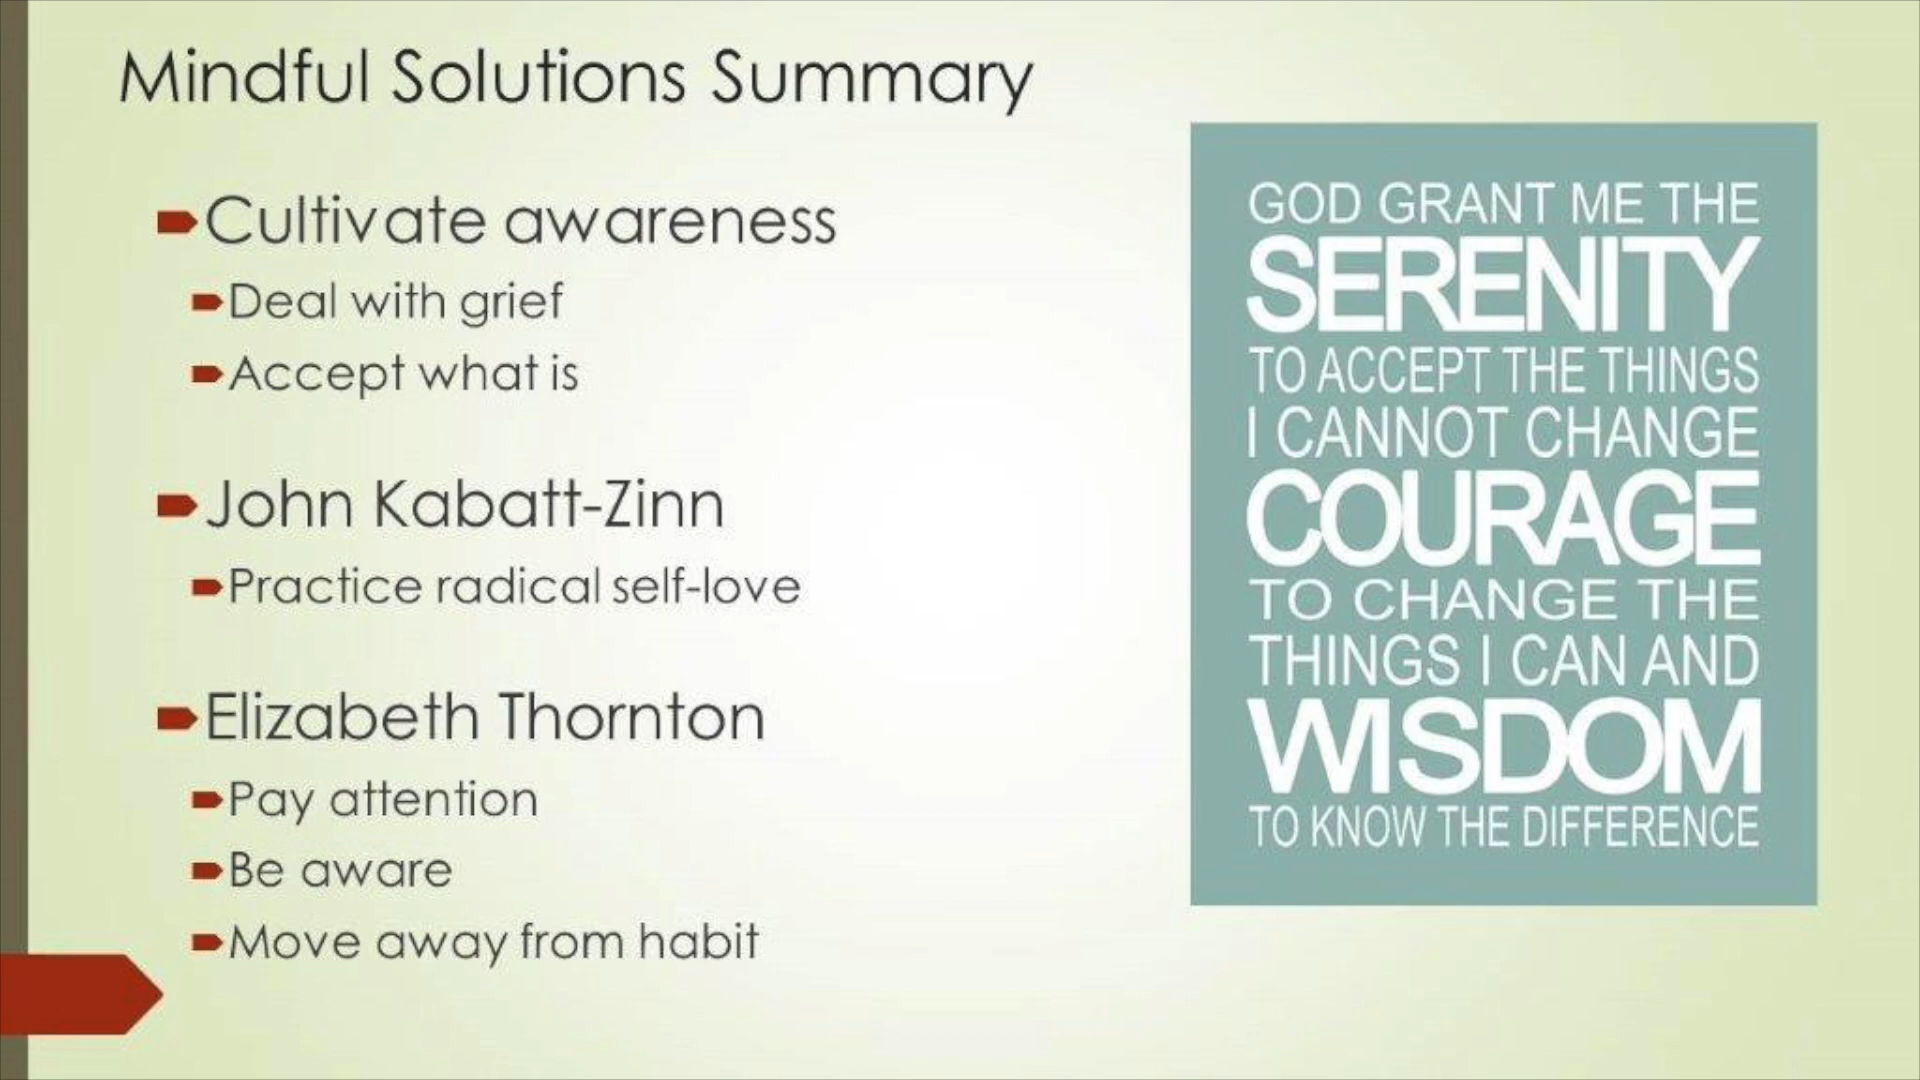 Mindful Solutions Summary
Cultivate awareness
Deal with grief
Accept what is
John Kabatt-Zinn
Practice radical self-love
Elizabeth Thornton
Pay attention
Be aware
Move away from habit
GOD GRANT ME THE
SERENITY
TO ACCEPT THE THINGS
I CANNOT CHANGE
COURAGE
TO CHANGE THE
THINGS I CAN AND
WISDOM
TO KNOW THE DIFFERENCE